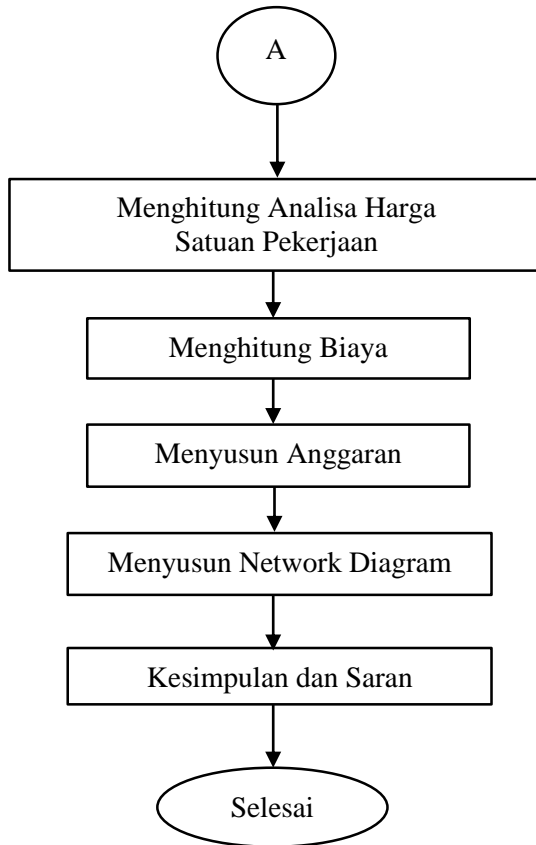 A
Menghitung Analisa Harga
Satuan Pekerjaan
Menghitung Biaya
Menyusun Anggaran
Menyusun Network Diagram
Kesimpulan dan Saran
Selesai